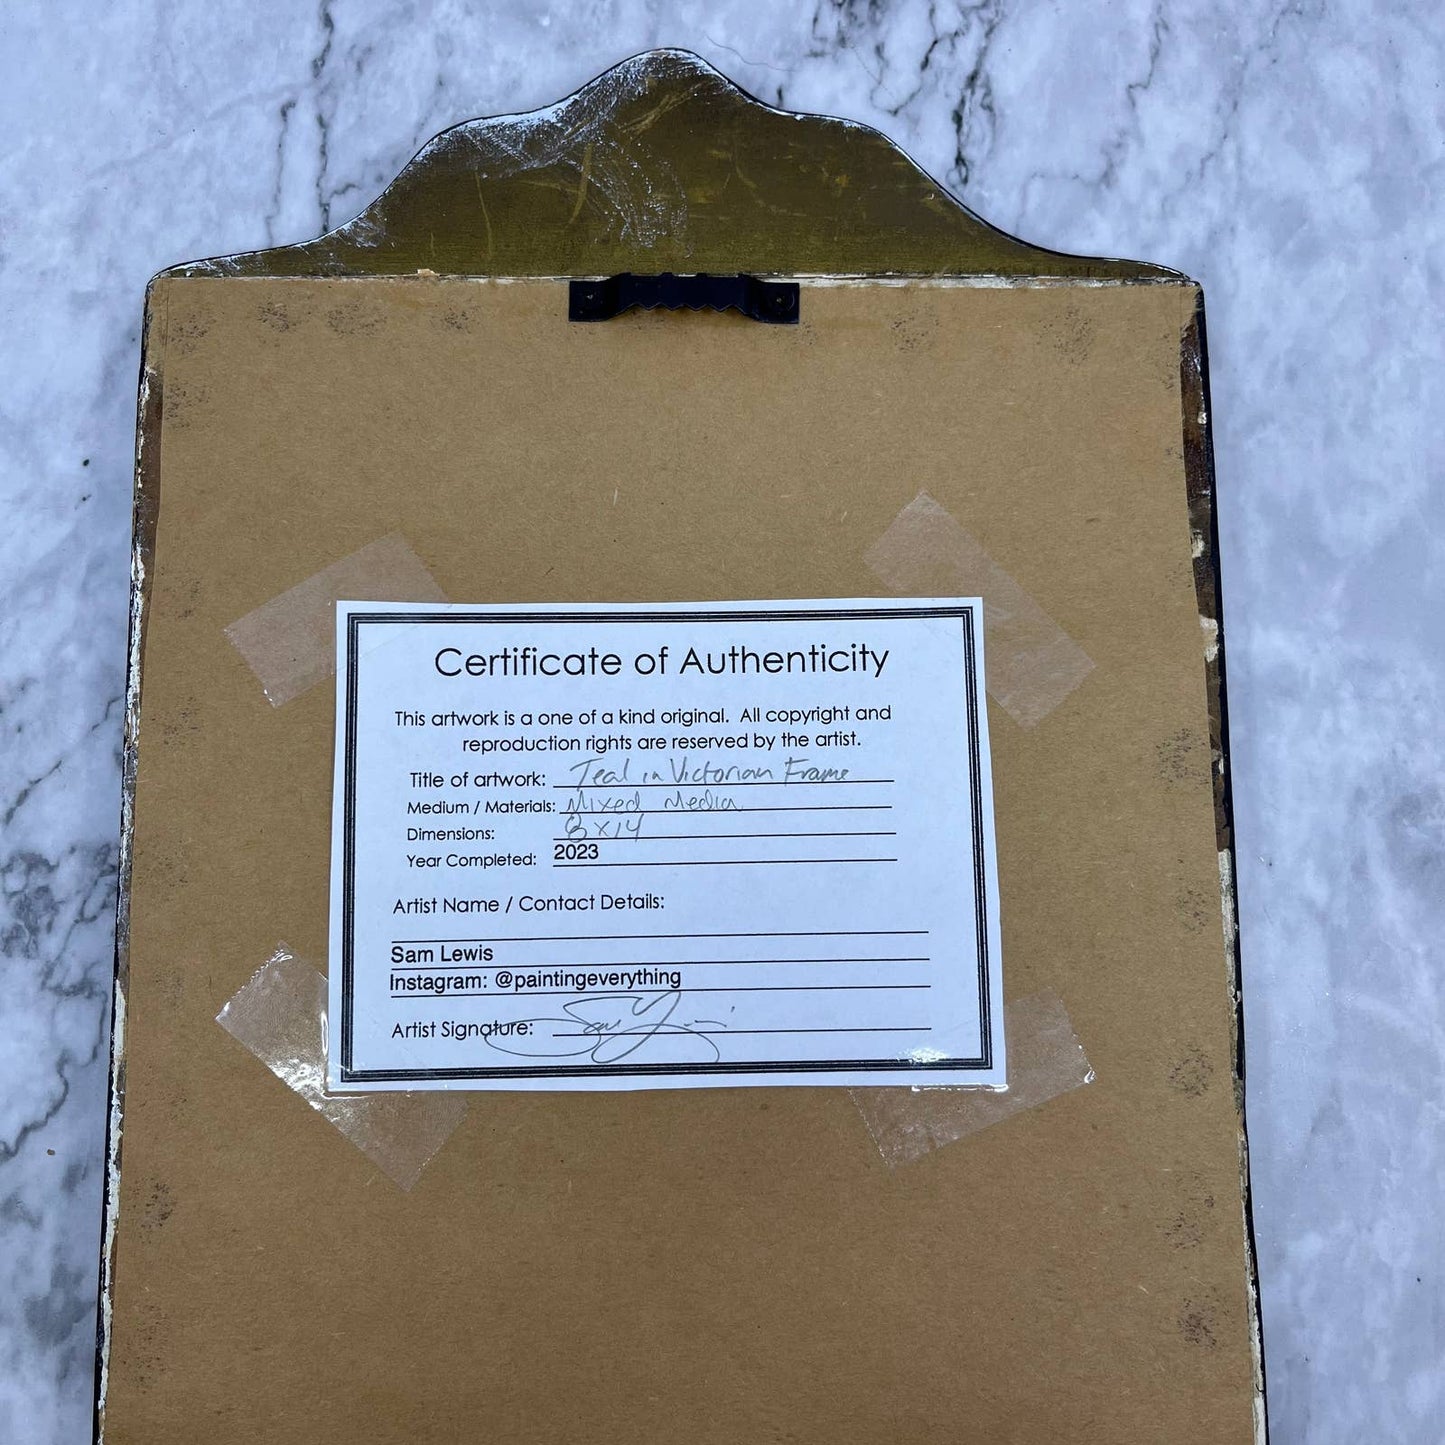 Certificate of Authenticity
This artwork is a one of a kind original. All copyright and
reproduction rights are reserved by the artist.
Title of artwork: Teal in Victorian Frame
Medium / Materials: Mixed Media
Dimensions: 8x14
Year Completed: 2023
Artist Name / Contact Details:
Sam Lewis
Instagram: @paintingeverything
Artist Signature: Sam Lewis